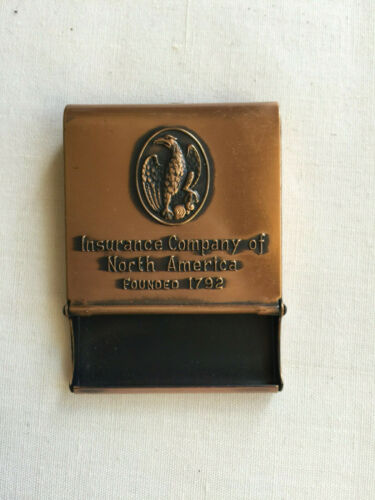 Insurance Company of
North America
FOUNDED 1792